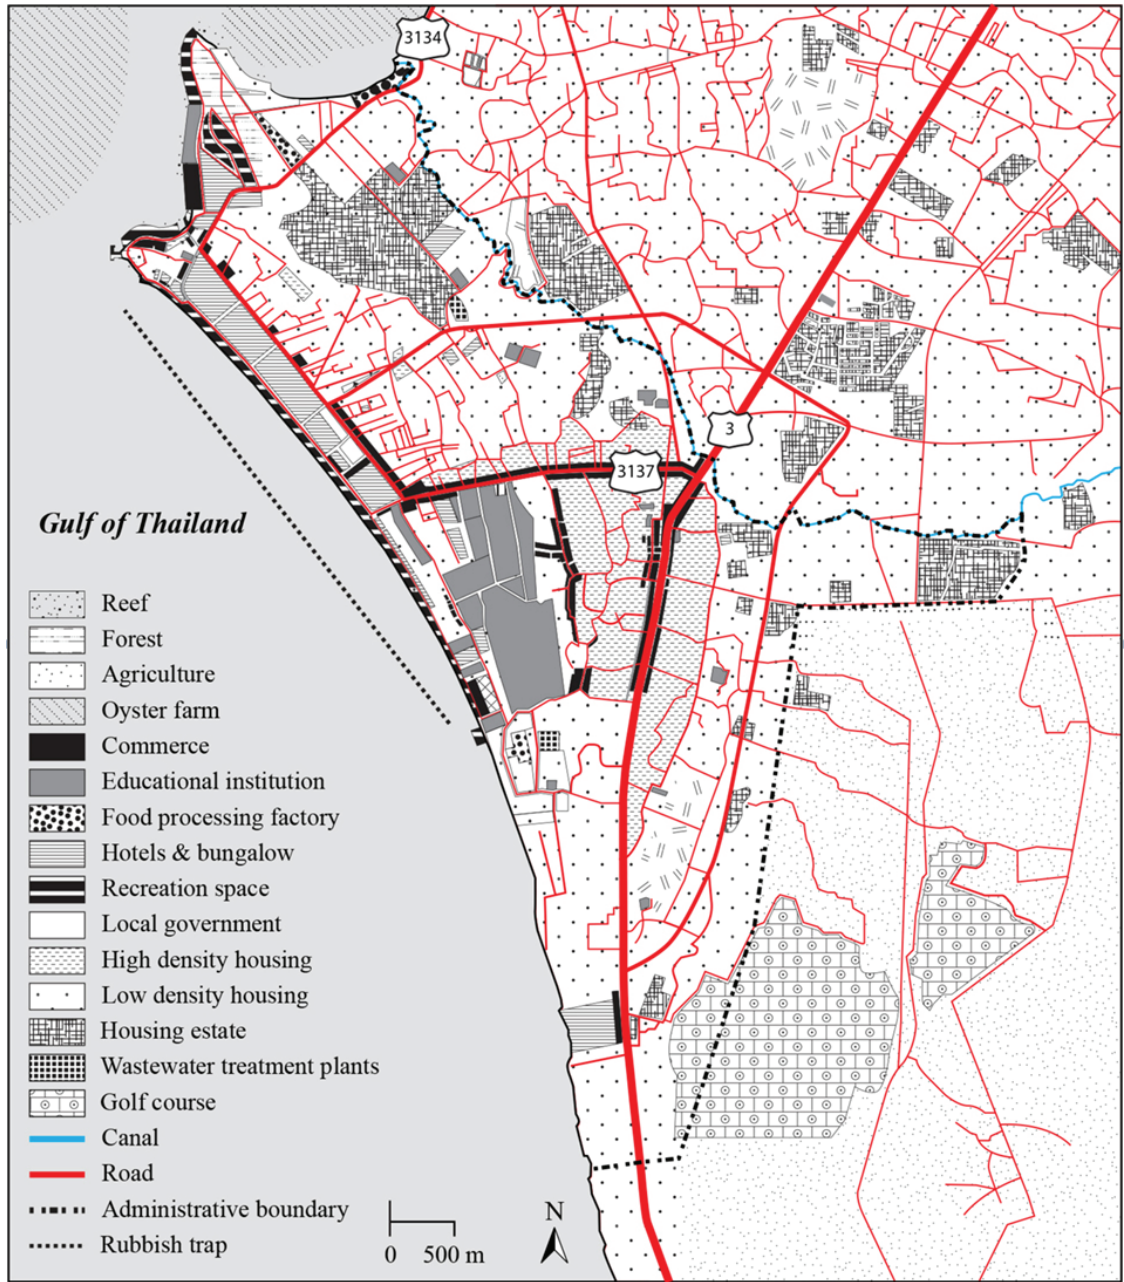 3134
3
3137
Gulf of Thailand
Reef
Forest
Agriculture
Oyster farm
Commerce
Educational institution
Food processing factory
Hotels & bungalow
Recreation space
Local government
High density housing
Low density housing
Housing estate
Wastewater treatment plants
Golf course
Canal
Road
Administrative boundary
Rubbish trap
0 500 m
N